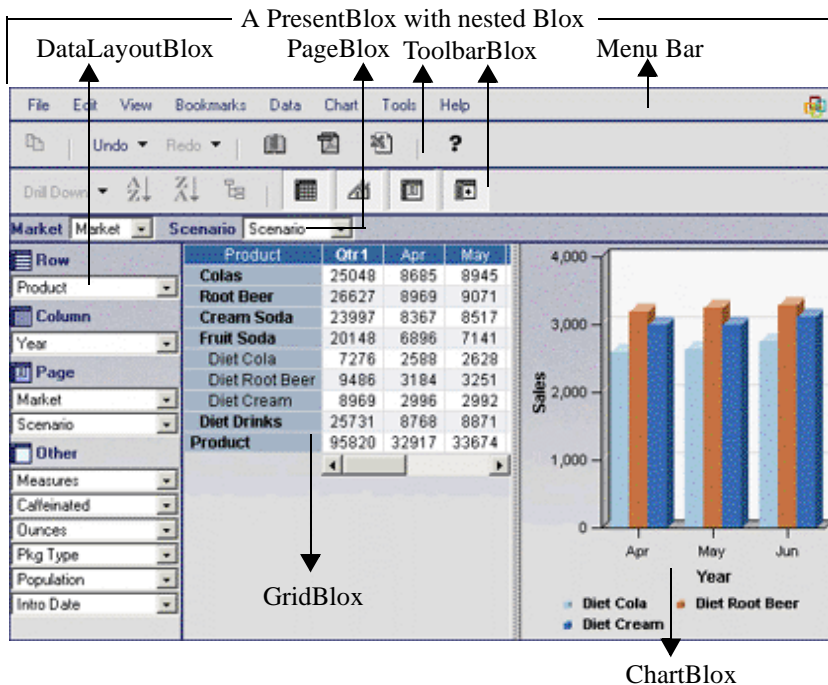 A PresentBlox with nested Blox
DataLayoutBlox PageBlox ToolbarBlox Menu Bar
File Edit View Bookmarks Data Chart Tools Help
Undo Redo ?
Drill Down
Market Market Scenario Scenario
Row
Product
Column
Year
Page
Market
Scenario
Other
Measures
Caffeinated
Ounces
Pkg Type
Population
Intro Date
Product Qtr1 Apr May
Colas 25048 8685 8945
Root Beer 26627 8969 9071
Cream Soda 23997 8367 8517
Fruit Soda 20148 6896 7141
Diet Cola 7276 2588 2628
Diet Root Beer 9486 3184 3251
Diet Cream 8969 2996 2992
Diet Drinks 25731 8768 8871
Product 95820 32917 33674
GridBlox
4,000
3,000
2,000
1,000
0
Sales
Apr May Jun
Year
Diet Cola Diet Root Beer
Diet Cream
ChartBlox